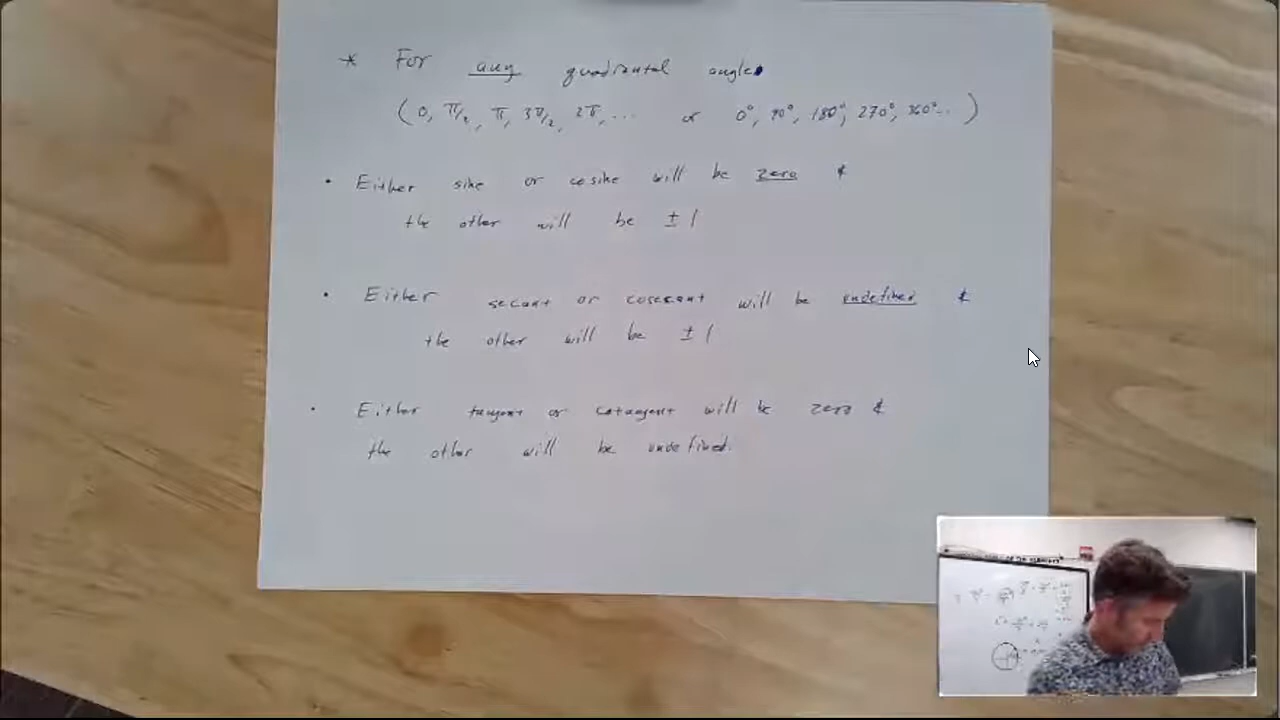 * For any quadrantal angle
(0, π/2, π, 3π/2, 2π, ... or 0°, 90°, 180°, 270°, 360°... )
• Either sine or cosine will be zero &
the other will be ± 1
• Either secant or cosecant will be undefined &
the other will be ± 1
• Either tangent or cotangent will be zero &
the other will be undefined.